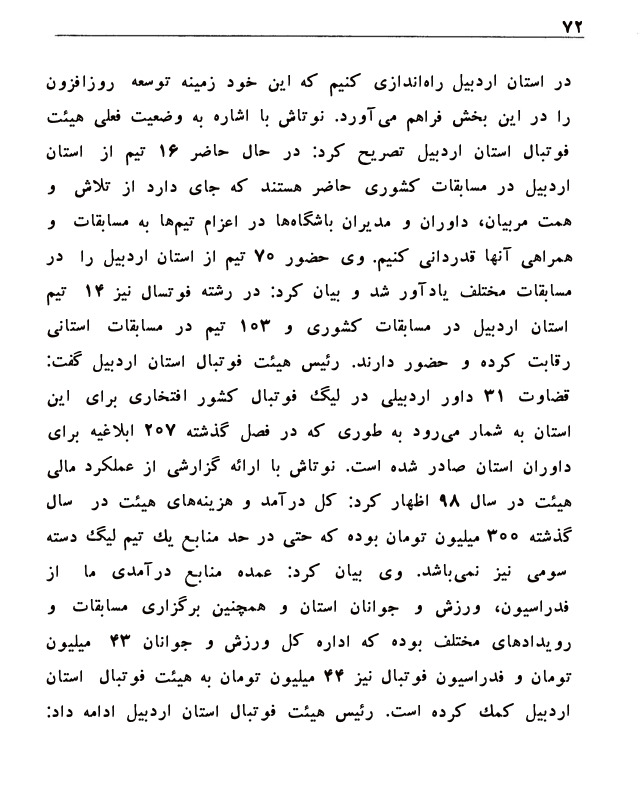 ۷۲
در استان اردبیل راه‌اندازی کنیم که این خود زمینه توسعه روزافزون
را در این بخش فراهم می‌آورد. نوتاش با اشاره به وضعیت فعلی هیئت
فوتبال استان اردبیل تصریح کرد: در حال حاضر ۱۶ تیم از استان
اردبیل در مسابقات کشوری حاضر هستند که جای دارد از تلاش و
همت مربیان، داوران و مدیران باشگاه‌ها در اعزام تیم‌ها به مسابقات و
همراهی آنها قدردانی کنیم. وی حضور ۷۰ تیم از استان اردبیل را در
مسابقات مختلف یادآور شد و بیان کرد: در رشته فوتسال نیز ۱۴ تیم
استان اردبیل در مسابقات کشوری و ۱۰۳ تیم در مسابقات استانی
رقابت کرده و حضور دارند. رئیس هیئت فوتبال استان اردبیل گفت:
قضاوت ۳۱ داور اردبیلی در لیگ فوتبال کشور افتخاری برای این
استان به شمار می‌رود به طوری که در فصل گذشته ۲۰۷ ابلاغیه برای
داوران استان صادر شده است. نوتاش با ارائه گزارشی از عملکرد مالی
هیئت در سال ۹۸ اظهار کرد: کل درآمد و هزینه‌های هیئت در سال
گذشته ۳۰۰ میلیون تومان بوده که حتی در حد منابع یك تیم لیگ دسته
سومی نیز نمی‌باشد. وی بیان کرد: عمده منابع درآمدی ما از
فدراسیون، ورزش و جوانان استان و همچنین برگزاری مسابقات و
رویدادهای مختلف بوده که اداره کل ورزش و جوانان ۴۳ میلیون
تومان و فدراسیون فوتبال نیز ۴۴ میلیون تومان به هیئت فوتبال استان
اردبیل کمك کرده است. رئیس هیئت فوتبال استان اردبیل ادامه داد: